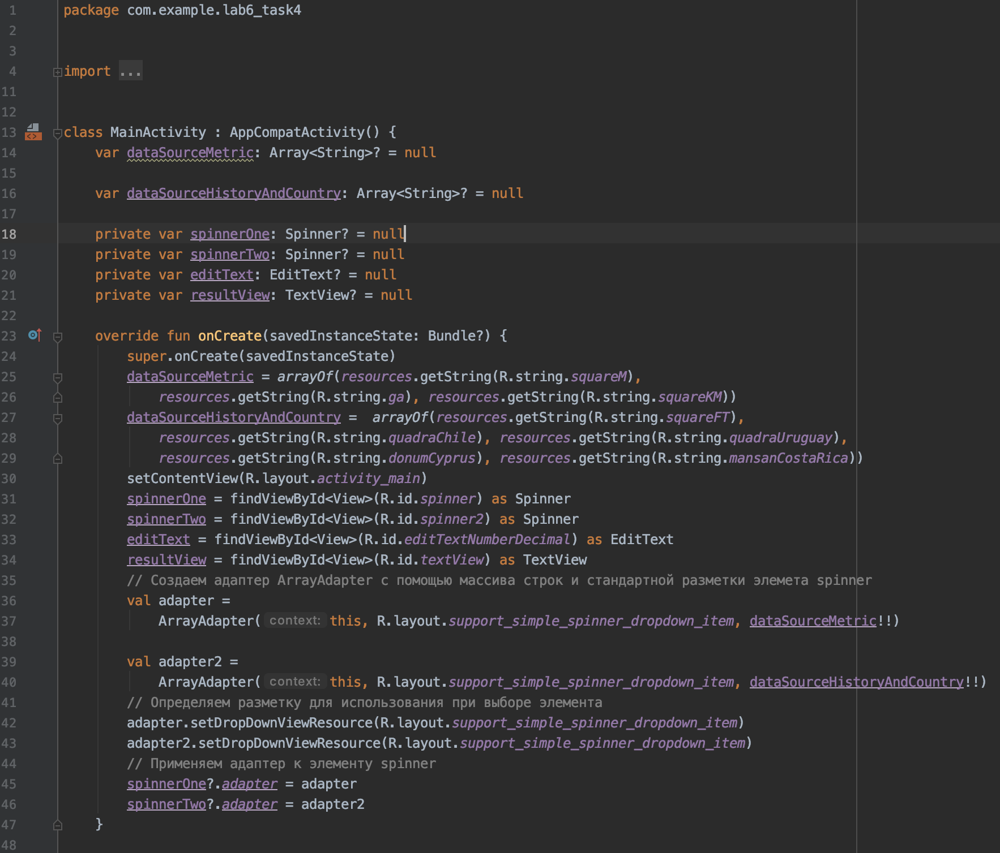 1 package com.example.lab6_task4
2
3
4 import ...
11
12
13 class MainActivity : AppCompatActivity() {
14     var dataSourceMetric: Array<String>? = null
15
16     var dataSourceHistoryAndCountry: Array<String>? = null
17
18     private var spinnerOne: Spinner? = null
19     private var spinnerTwo: Spinner? = null
20     private var editText: EditText? = null
21     private var resultView: TextView? = null
22
23     override fun onCreate(savedInstanceState: Bundle?) {
24         super.onCreate(savedInstanceState)
25         dataSourceMetric = arrayOf(resources.getString(R.string.squareM),
26             resources.getString(R.string.ga), resources.getString(R.string.squareKM))
27         dataSourceHistoryAndCountry =  arrayOf(resources.getString(R.string.squareFT),
28             resources.getString(R.string.quadraChile), resources.getString(R.string.quadraUruguay),
29             resources.getString(R.string.donumCyprus), resources.getString(R.string.mansanCostaRica))
30         setContentView(R.layout.activity_main)
31         spinnerOne = findViewById<View>(R.id.spinner) as Spinner
32         spinnerTwo = findViewById<View>(R.id.spinner2) as Spinner
33         editText = findViewById<View>(R.id.editTextNumberDecimal) as EditText
34         resultView = findViewById<View>(R.id.textView) as TextView
35         // Создаем адаптер ArrayAdapter с помощью массива строк и стандартной разметки элемета spinner
36         val adapter =
37             ArrayAdapter( context: this, R.layout.support_simple_spinner_dropdown_item, dataSourceMetric!!)
38
39         val adapter2 =
40             ArrayAdapter( context: this, R.layout.support_simple_spinner_dropdown_item, dataSourceHistoryAndCountry!!)
41         // Определяем разметку для использования при выборе элемента
42         adapter.setDropDownViewResource(R.layout.support_simple_spinner_dropdown_item)
43         adapter2.setDropDownViewResource(R.layout.support_simple_spinner_dropdown_item)
44         // Применяем адаптер к элементу spinner
45         spinnerOne?.adapter = adapter
46         spinnerTwo?.adapter = adapter2
47     }
48